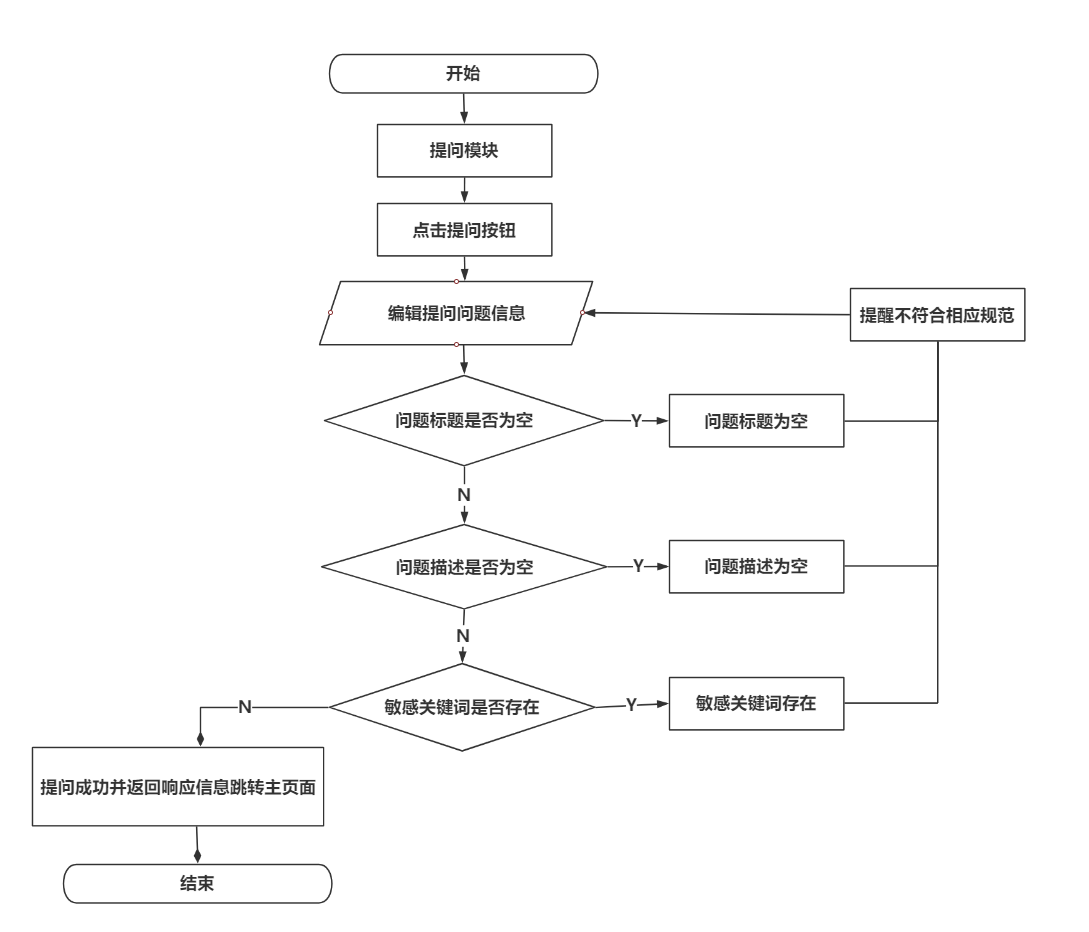 开始
提问模块
点击提问按钮
编辑提问问题信息
提醒不符合相应规范
问题标题是否为空
Y
问题标题为空
N
问题描述是否为空
Y
问题描述为空
N
敏感关键词是否存在
Y
敏感关键词存在
N
提问成功并返回响应信息跳转主页面
结束